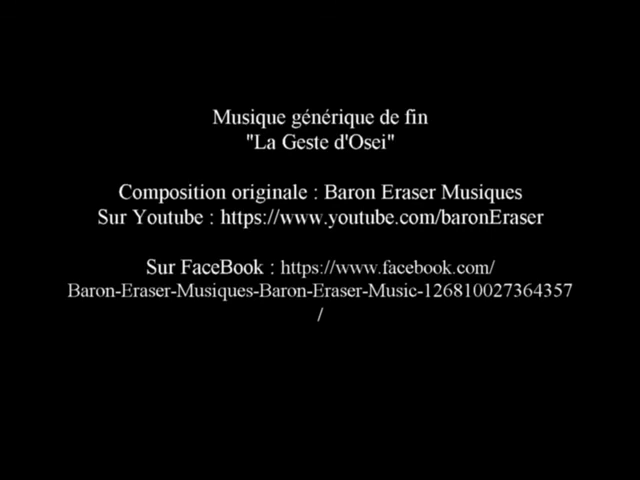 Musique générique de fin
"La Geste d'Osei"
Composition originale : Baron Eraser Musiques
Sur Youtube : https://www.youtube.com/baronEraser
Sur FaceBook : https://www.facebook.com/
Baron-Eraser-Musiques-Baron-Eraser-Music-126810027364357
/